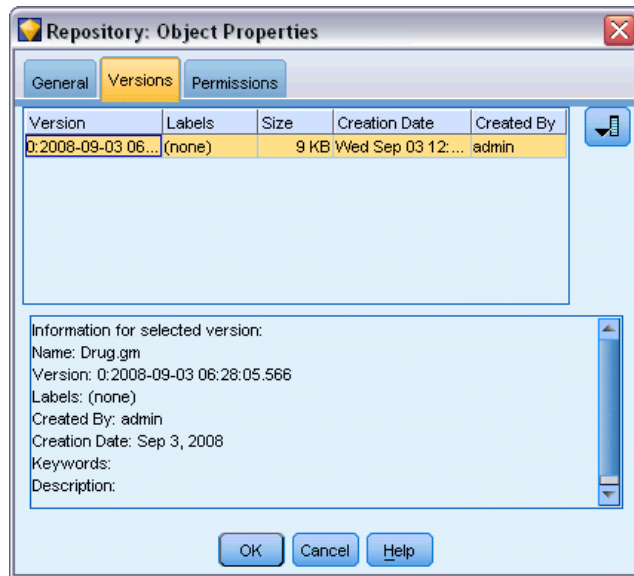 Repository: Object Properties
General Versions Permissions
Version Labels Size Creation Date Created By
0:2008-09-03 06... (none) 9 KB Wed Sep 03 12:... admin
Information for selected version:
Name: Drug.gm
Version: 0:2008-09-03 06:28:05.566
Labels: (none)
Created By: admin
Creation Date: Sep 3, 2008
Keywords:
Description:
OK Cancel Help